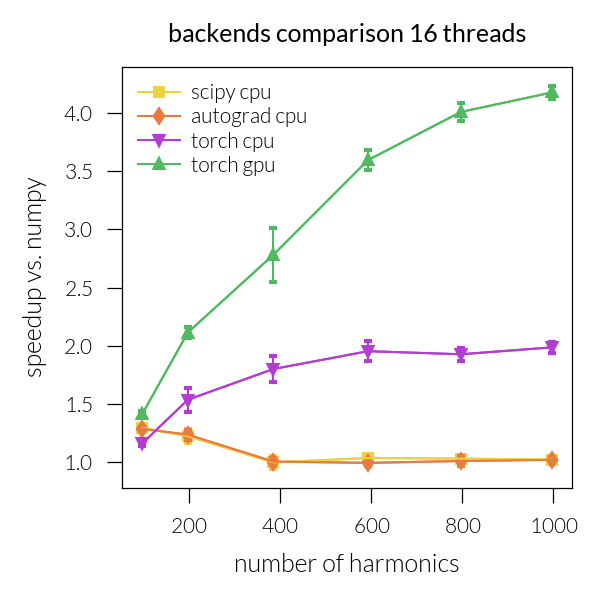 backends comparison 16 threads
scipy cpu
autograd cpu
torch cpu
torch gpu
speedup vs. numpy
4.0
3.5
3.0
2.5
2.0
1.5
1.0
200 400 600 800 1000
number of harmonics